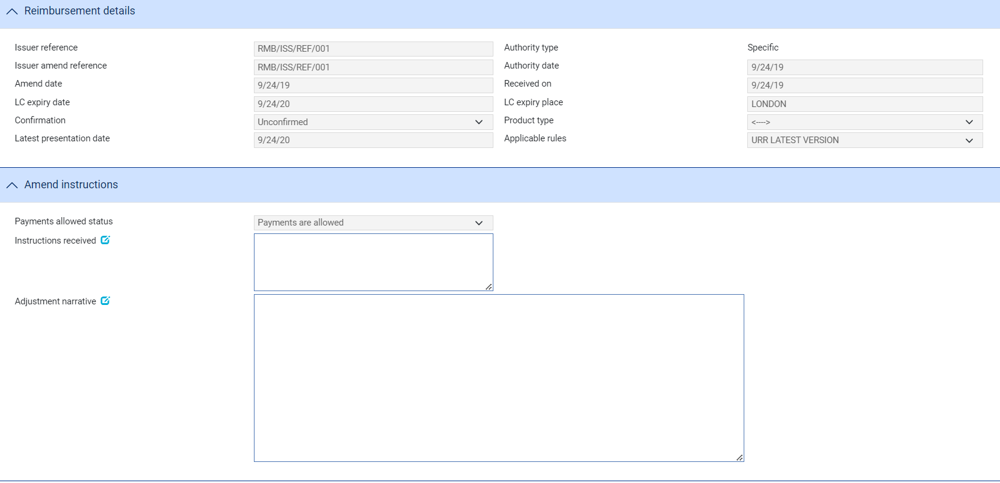 Reimbursement details
Issuer reference RMB/ISS/REF/001 Authority type Specific
Issuer amend reference RMB/ISS/REF/001 Authority date 9/24/19
Amend date 9/24/19 Received on 9/24/19
LC expiry date 9/24/20 LC expiry place LONDON
Confirmation Unconfirmed Product type <---->
Latest presentation date 9/24/20 Applicable rules URR LATEST VERSION
Amend instructions
Payments allowed status Payments are allowed
Instructions received
Adjustment narrative